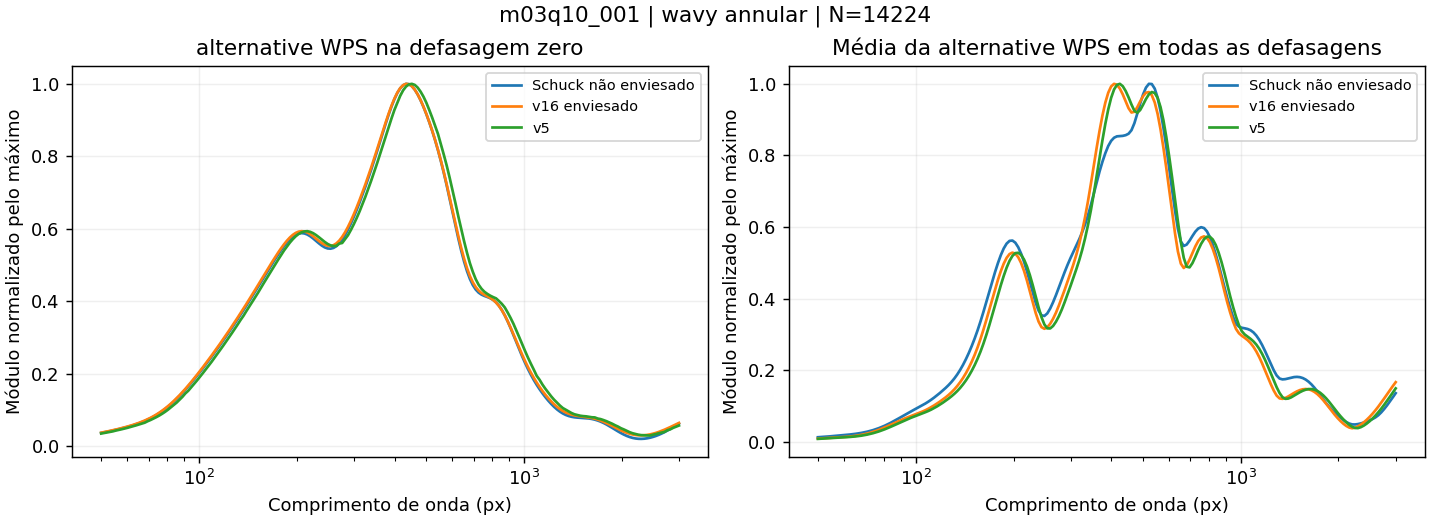 m03q10_001 | wavy annular | N=14224
alternative WPS na defasagem zero
Módulo normalizado pelo máximo
1.0
0.8
0.6
0.4
0.2
0.0
Schuck não enviesado
v16 enviesado
v5
10²
10³
Comprimento de onda (px)
Média da alternative WPS em todas as defasagens
Módulo normalizado pelo máximo
1.0
0.8
0.6
0.4
0.2
0.0
Schuck não enviesado
v16 enviesado
v5
10²
10³
Comprimento de onda (px)